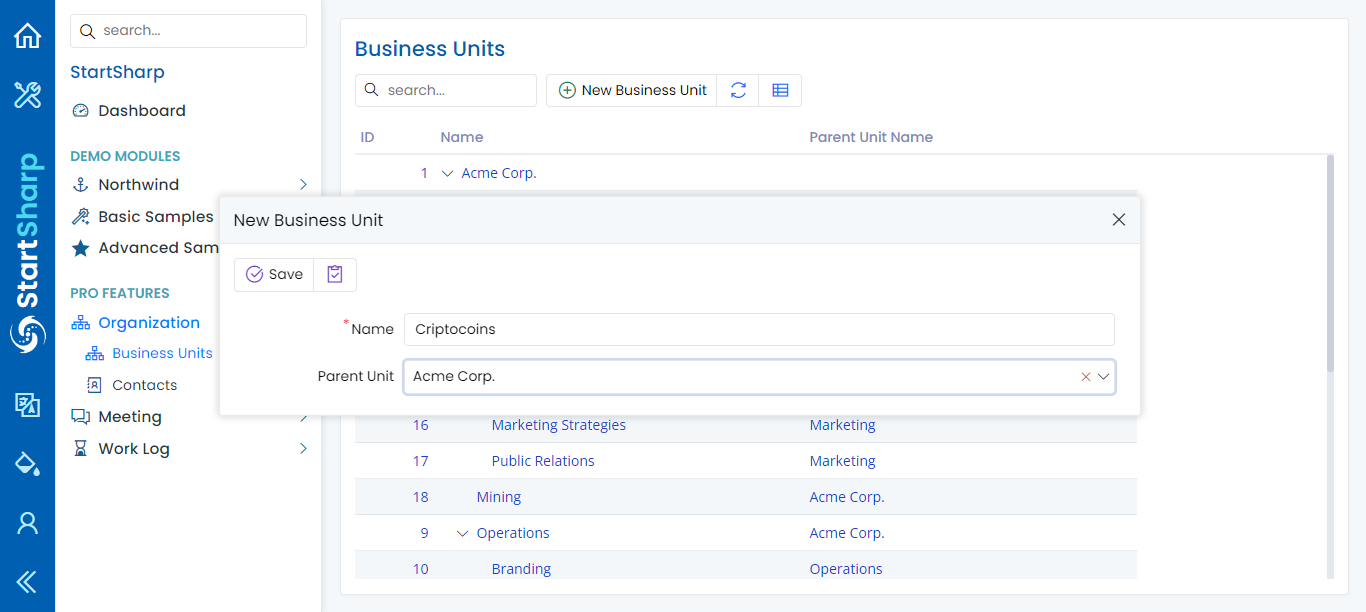 search...
StartSharp
Dashboard
DEMO MODULES
Northwind
Basic Samples
Advanced Sam
PRO FEATURES
Organization
Business Units
Contacts
Meeting
Work Log
StartSharp
Business Units
search...
New Business Unit
ID Name Parent Unit Name
1 Acme Corp.
New Business Unit
Save
* Name Criptocoins
Parent Unit Acme Corp.
16 Marketing Strategies Marketing
17 Public Relations Marketing
18 Mining Acme Corp.
9 Operations Acme Corp.
10 Branding Operations